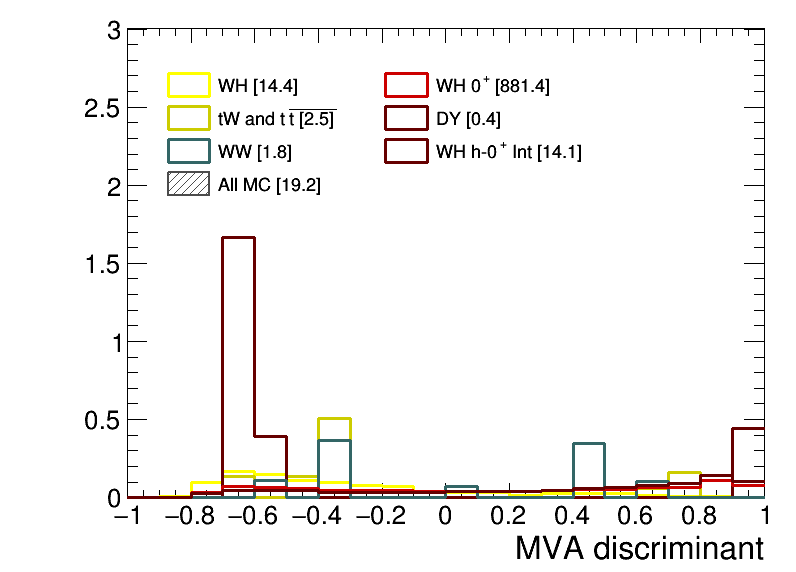 3
2.5
2
1.5
1
0.5
0
WH [14.4]
WH 0⁺ [881.4]
tW and t t̅ [2.5]
DY [0.4]
WW [1.8]
WH h-0⁺ Int [14.1]
All MC [19.2]
−1 −0.8 −0.6 −0.4 −0.2 0 0.2 0.4 0.6 0.8 1
MVA discriminant